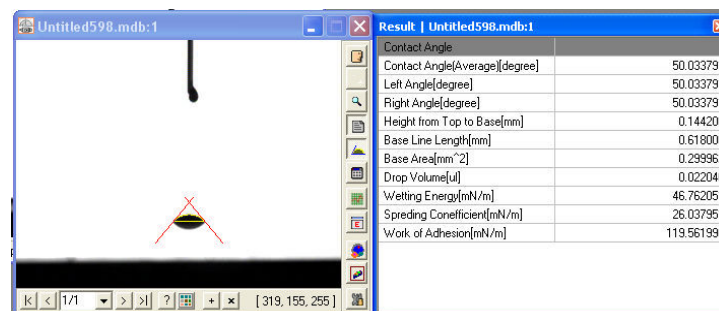 Untitled598.mdb:1
1/1
[ 319, 155, 255 ]
Result | Untitled598.mdb:1
Contact Angle
Contact Angle(Average)[degree] 50.03379
Left Angle[degree] 50.03379
Right Angle[degree] 50.03379
Height from Top to Base[mm] 0.14420
Base Line Length[mm] 0.61800
Base Area[mm^2] 0.29996
Drop Volume[ul] 0.02204
Wetting Energy[mN/m] 46.76205
Spreding Conefficient[mN/m] 26.03795
Work of Adhesion[mN/m] 119.56199